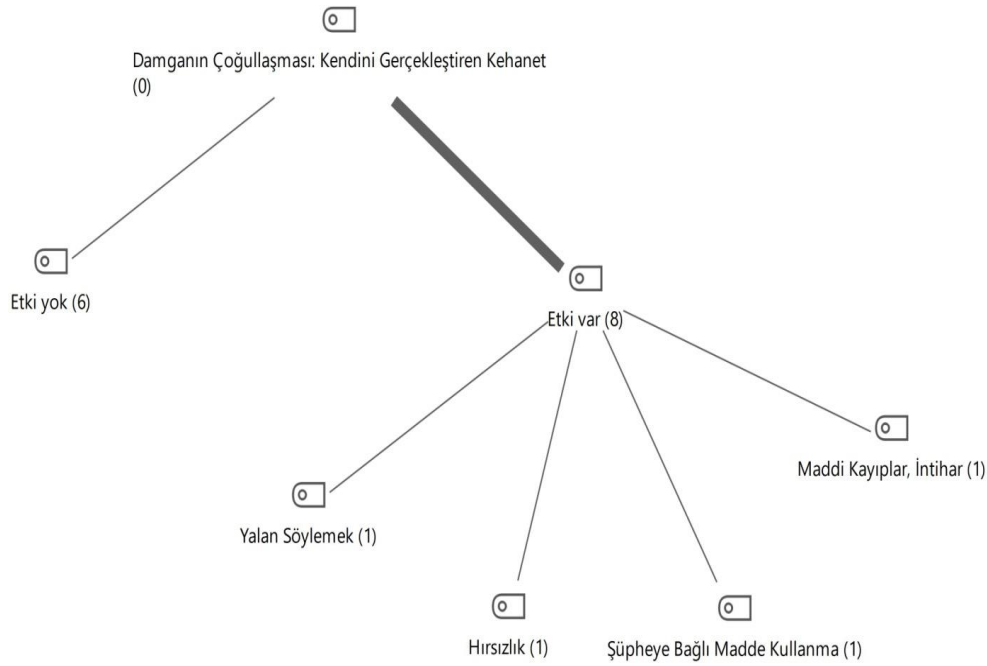 Damganın Çoğullaşması: Kendini Gerçekleştiren Kehanet
(0)
Etki yok (6)
Etki var (8)
Maddi Kayıplar, İntihar (1)
Yalan Söylemek (1)
Hırsızlık (1)
Şüpheye Bağlı Madde Kullanma (1)